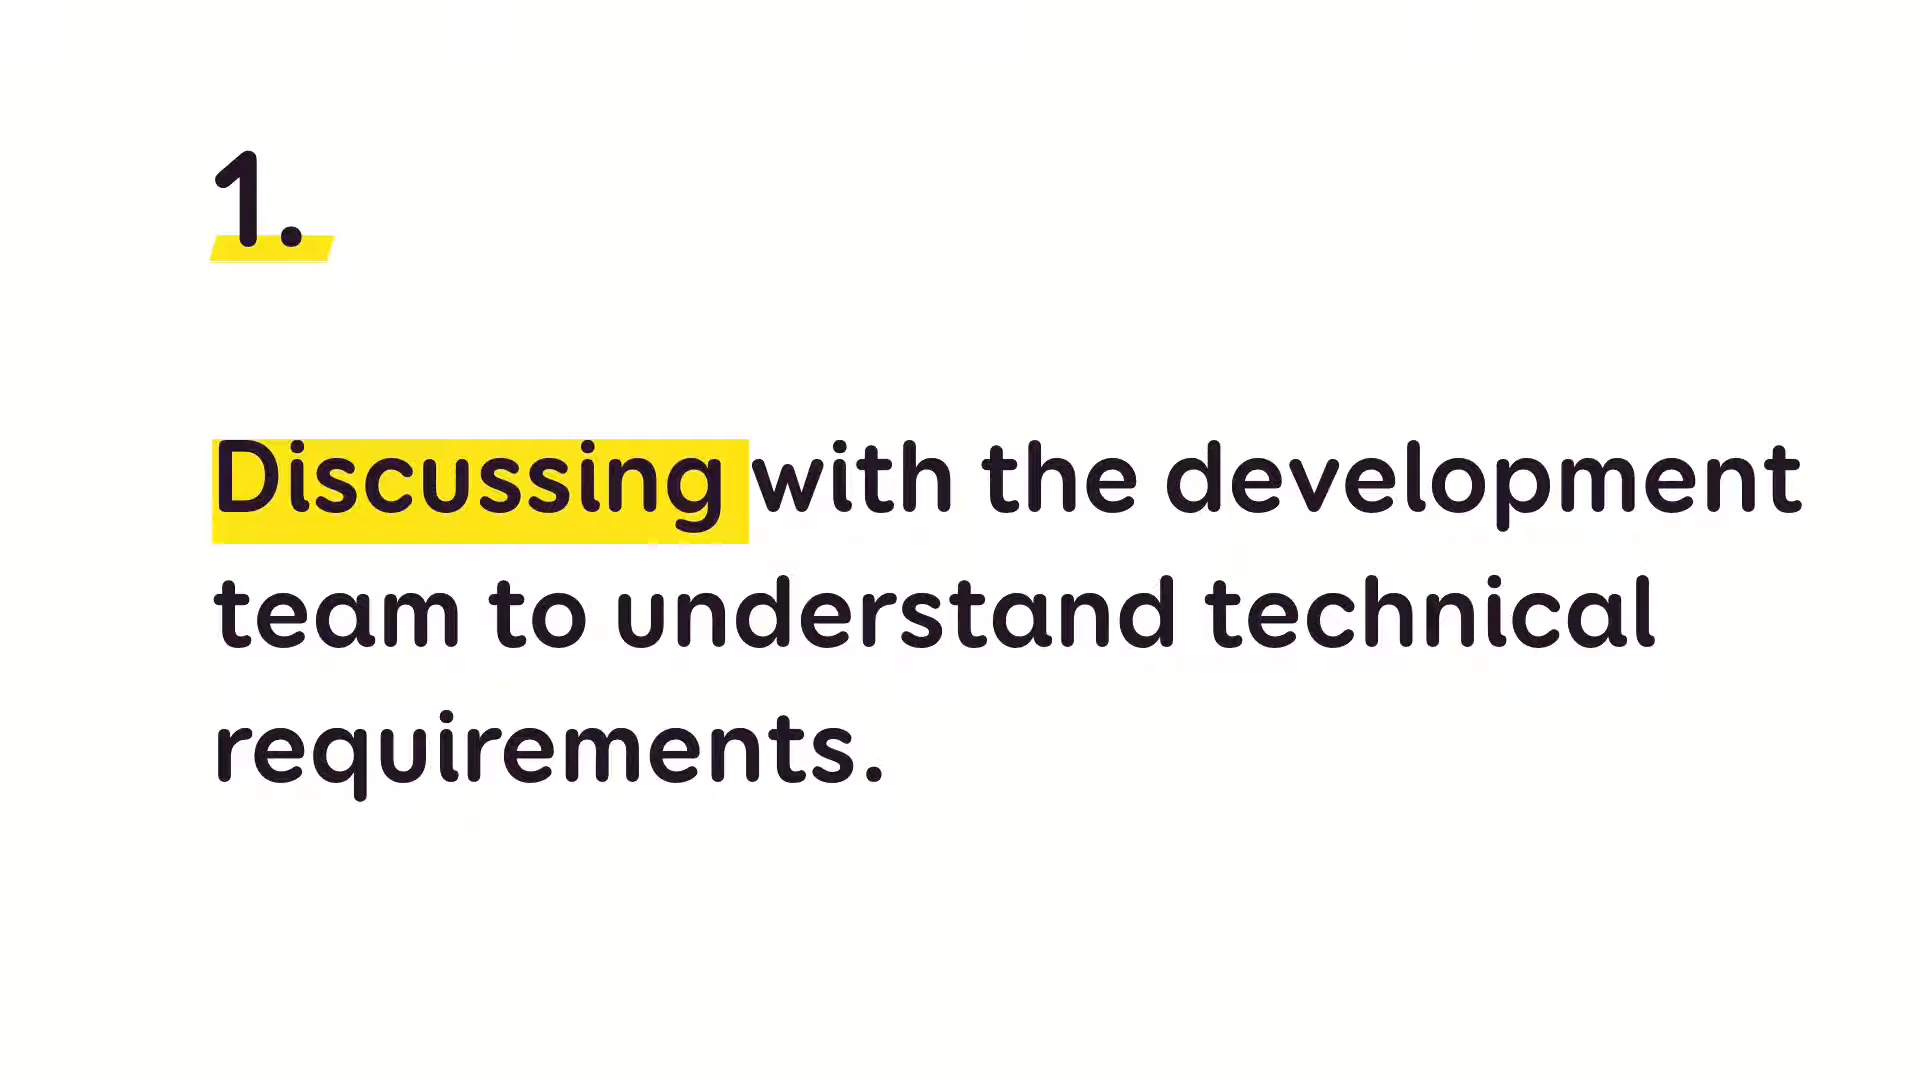 1.
Discussing with the development
team to understand technical
requirements.